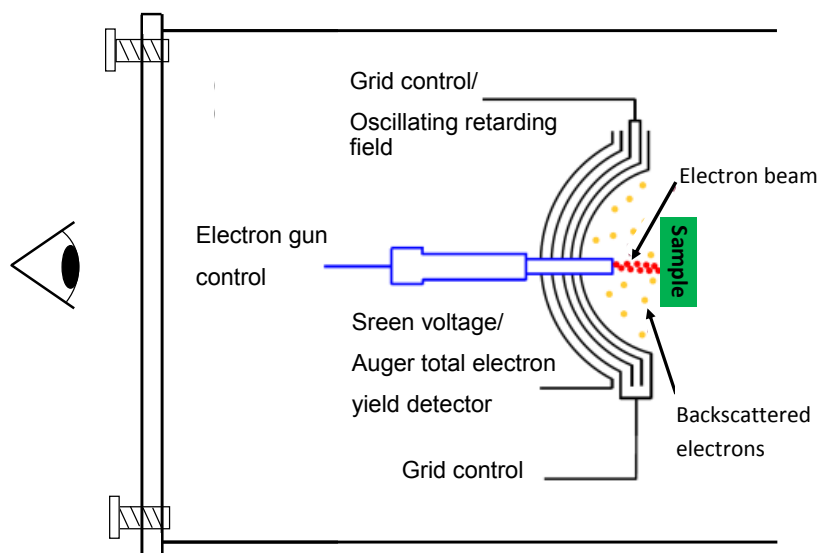 Grid control/
Oscillating retarding
field
Electron beam
Sample
Electron gun
control
Sreen voltage/
Auger total electron
yield detector
Backscattered
electrons
Grid control